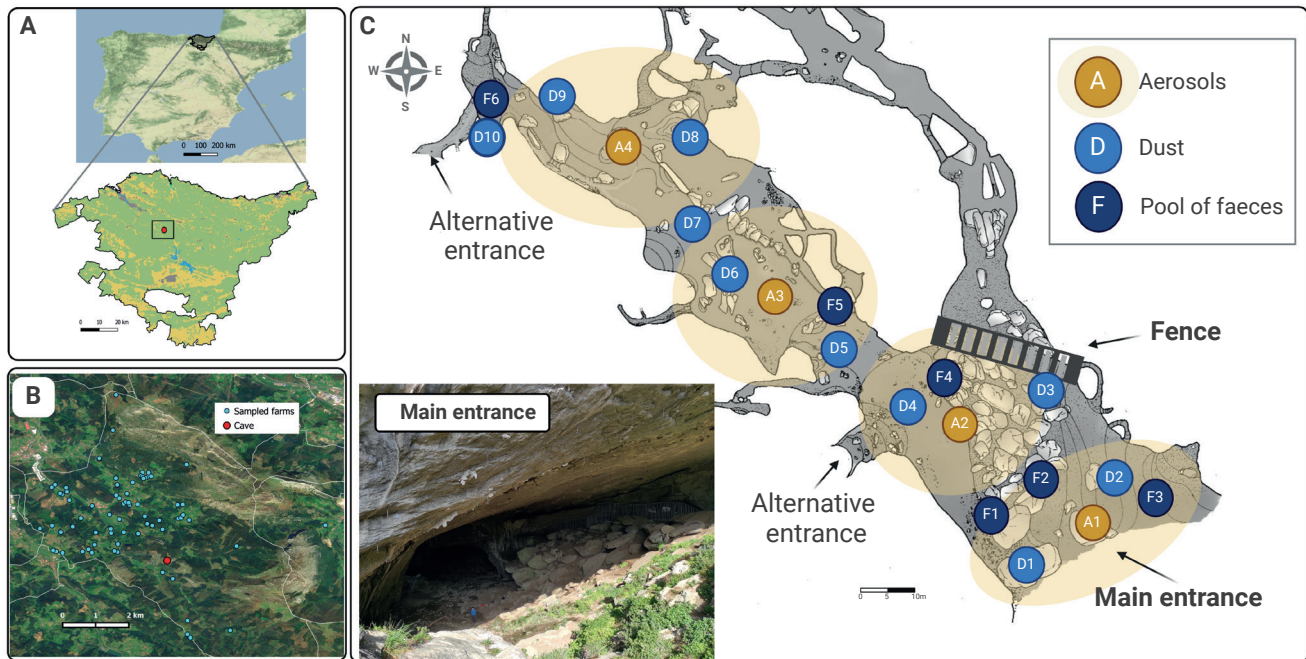 A
0 100 200 km
0 10 20 km
B
Sampled farms
Cave
0 1 2 km
C
N
W E
S
F6
D9
D10
A4
D8
Alternative
entrance
D7
D6
A3
F5
D5
Fence
F4
D3
D4
A2
Alternative
entrance
F2
D2
F3
F1
A1
D1
0 5 10m
Main entrance
Main entrance
A Aerosols
D Dust
F Pool of faeces